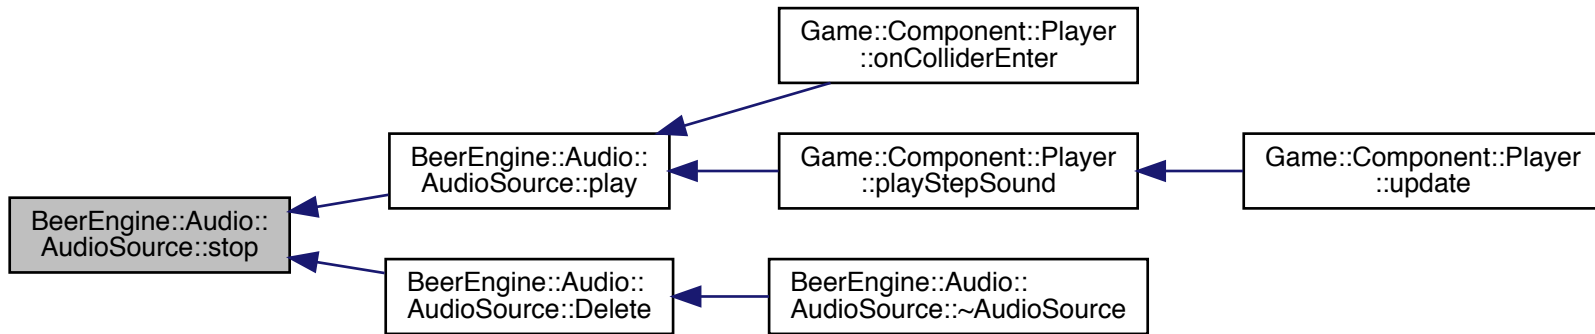 Game::Component::Player
::onColliderEnter
BeerEngine::Audio::
AudioSource::play
Game::Component::Player
::playStepSound
Game::Component::Player
::update
BeerEngine::Audio::
AudioSource::stop
BeerEngine::Audio::
AudioSource::Delete
BeerEngine::Audio::
AudioSource::~AudioSource